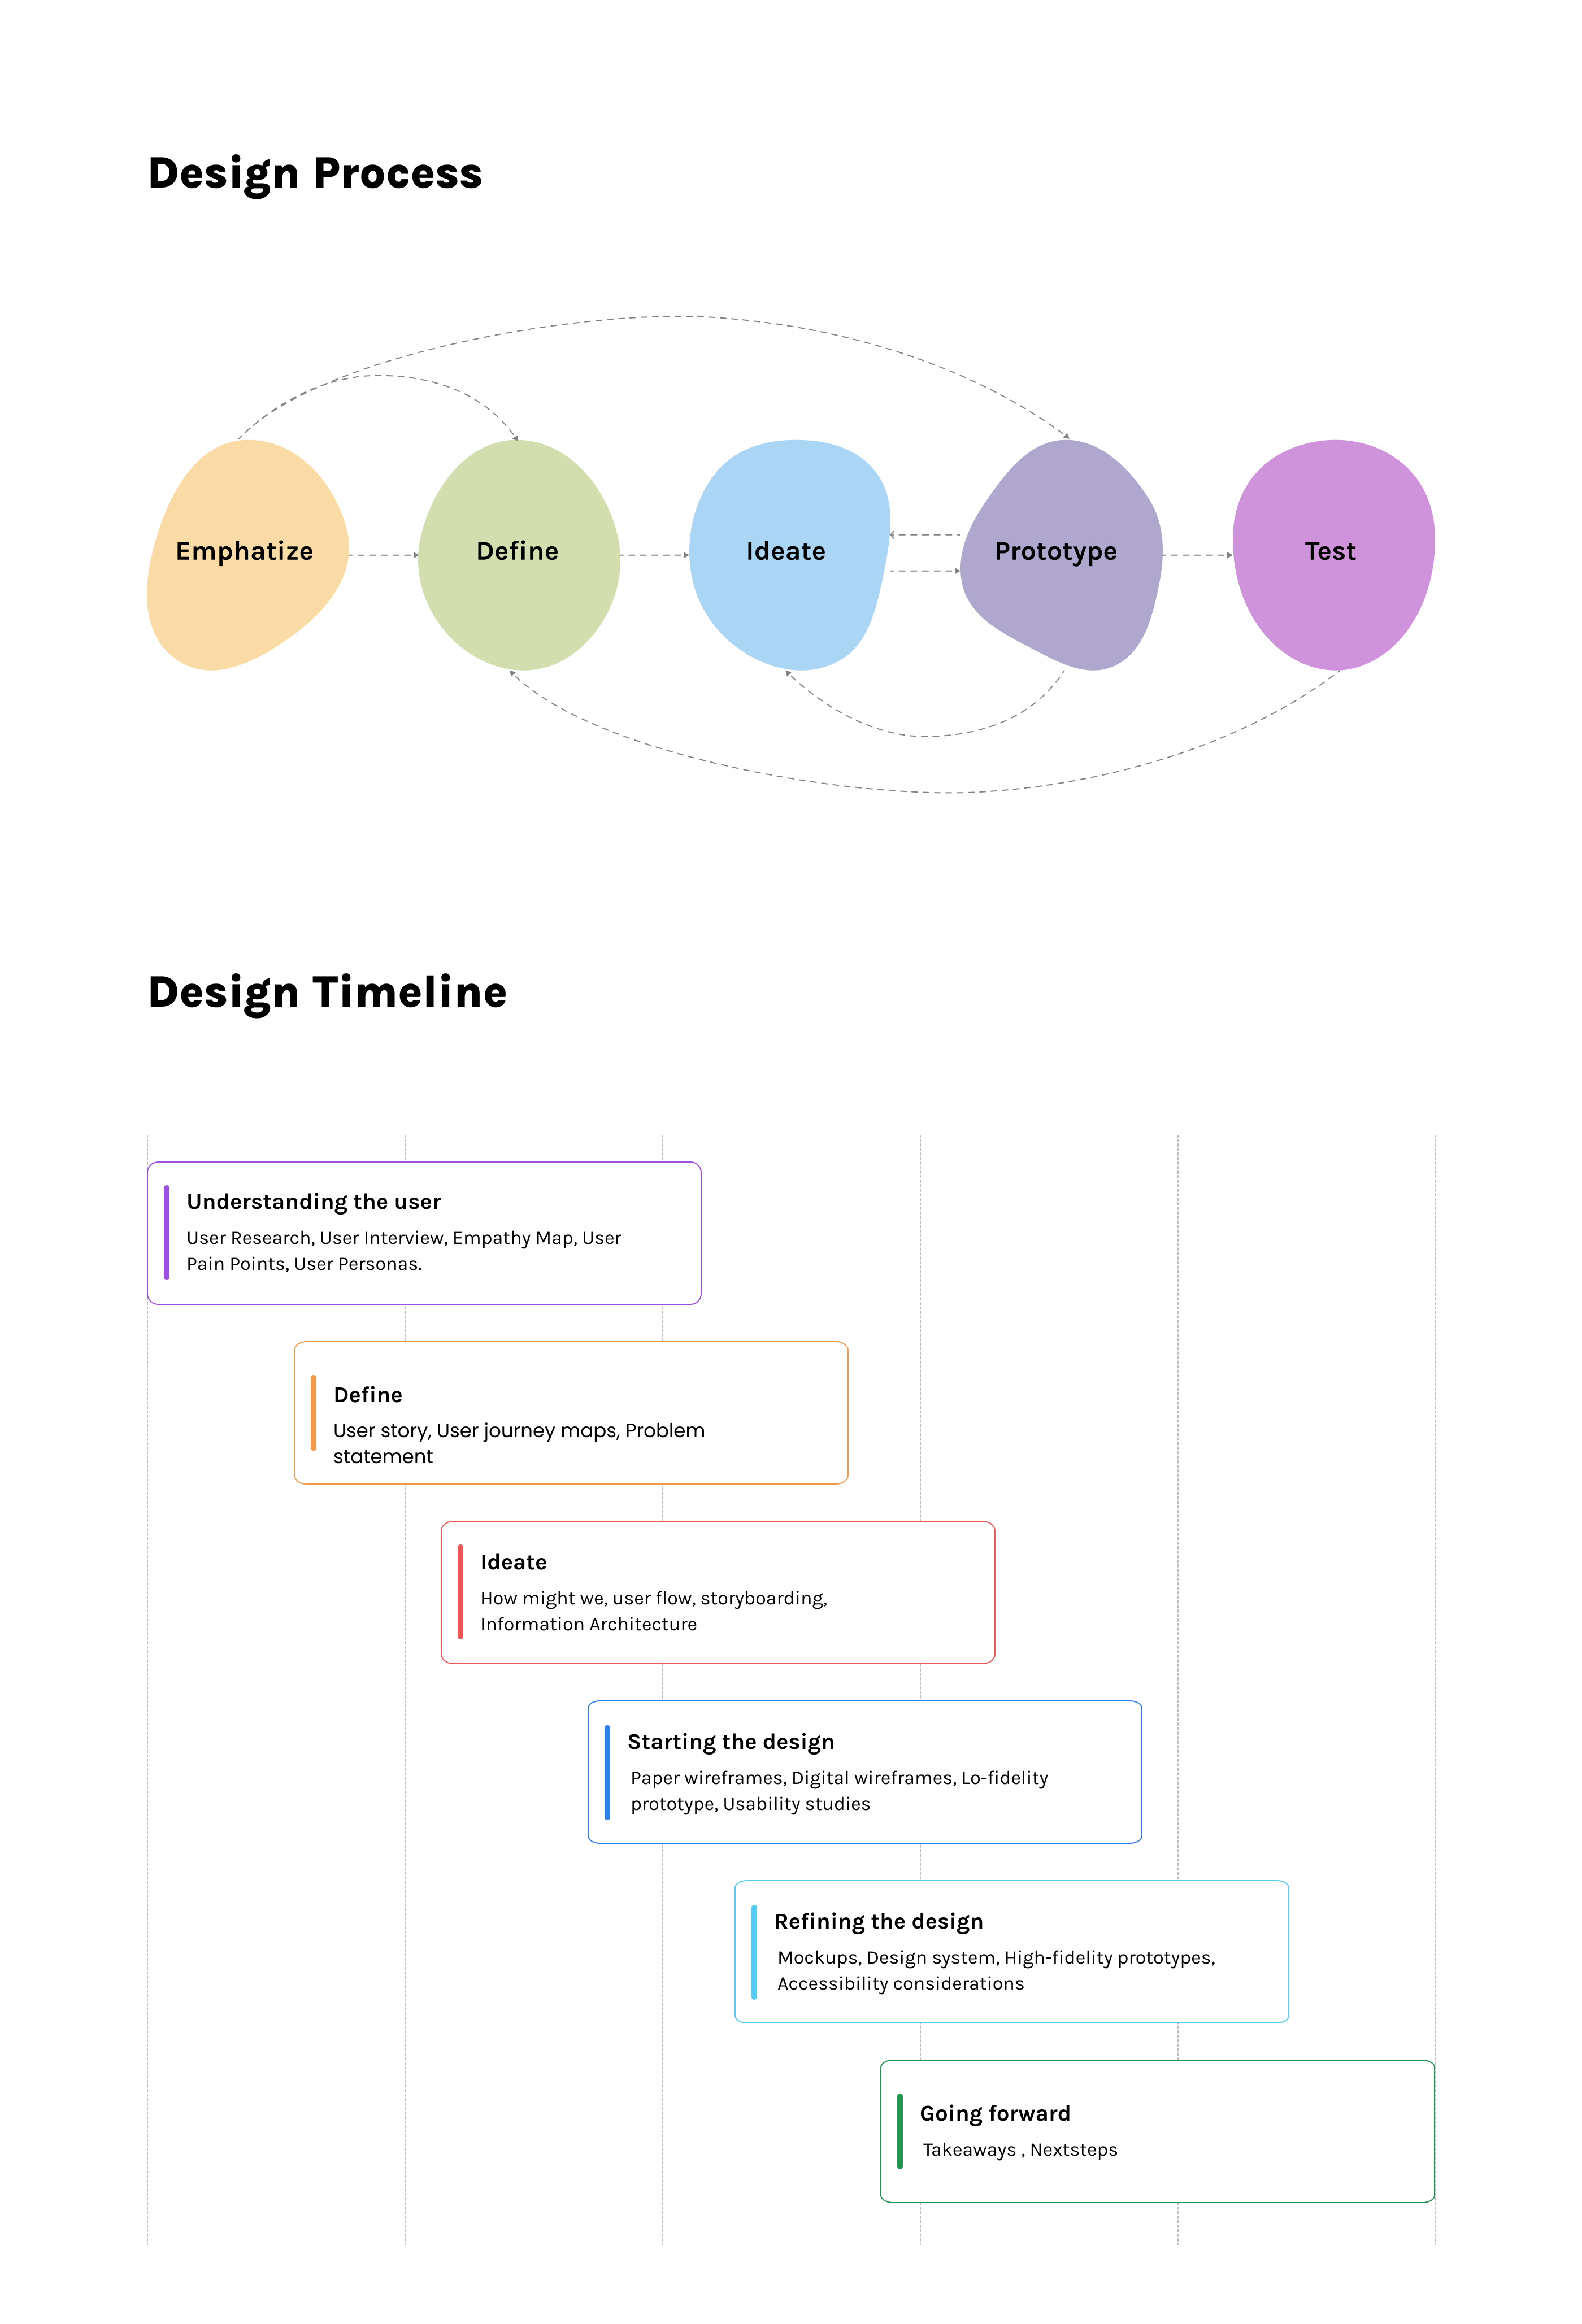 Design Process
Emphatize
Define
Ideate
Prototype
Test
Design Timeline
Understanding the user
User Research, User Interview, Empathy Map, User
Pain Points, User Personas.
Define
User story, User journey maps, Problem
statement
Ideate
How might we, user flow, storyboarding,
Information Architecture
Starting the design
Paper wireframes, Digital wireframes, Lo-fidelity
prototype, Usability studies
Refining the design
Mockups, Design system, High-fidelity prototypes,
Accessibility considerations
Going forward
Takeaways , Nextsteps